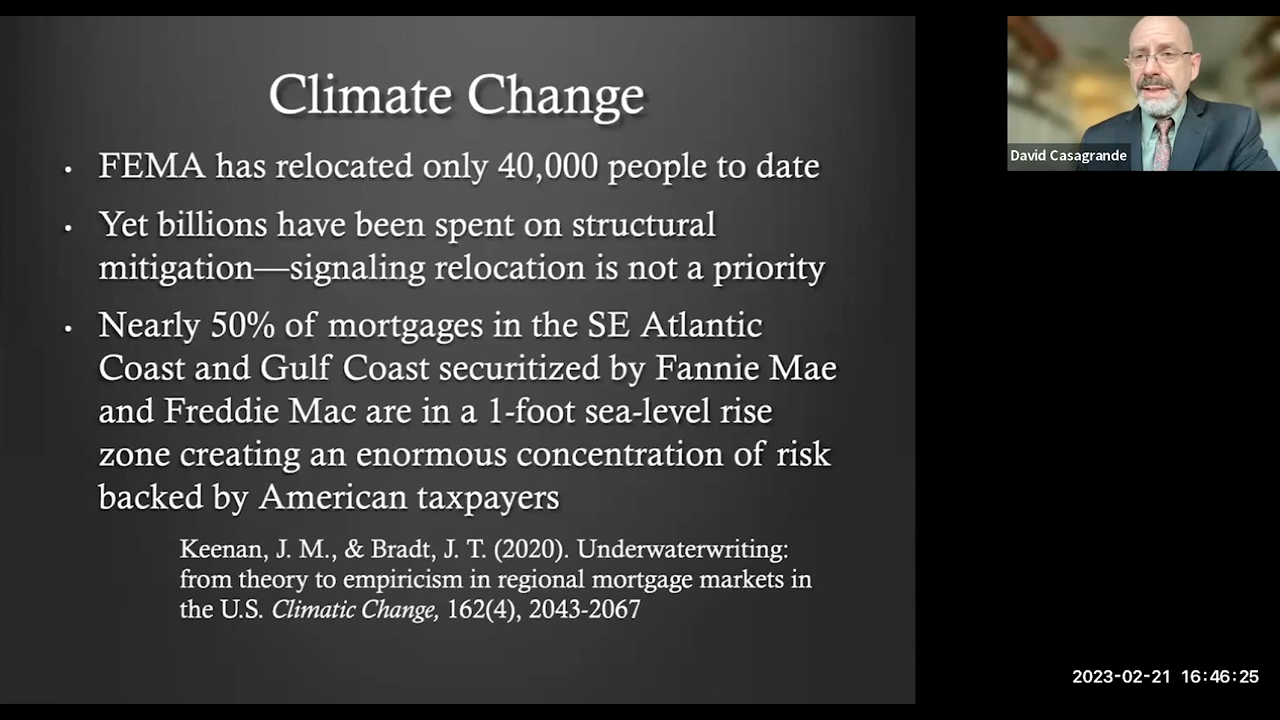 Climate Change
• FEMA has relocated only 40,000 people to date
• Yet billions have been spent on structural
mitigation—signaling relocation is not a priority
• Nearly 50% of mortgages in the SE Atlantic
Coast and Gulf Coast securitized by Fannie Mae
and Freddie Mac are in a 1-foot sea-level rise
zone creating an enormous concentration of risk
backed by American taxpayers
Keenan, J. M., & Bradt, J. T. (2020). Underwaterwriting:
from theory to empiricism in regional mortgage markets in
the U.S. Climatic Change, 162(4), 2043-2067
David Casagrande
2023-02-21 16:46:25